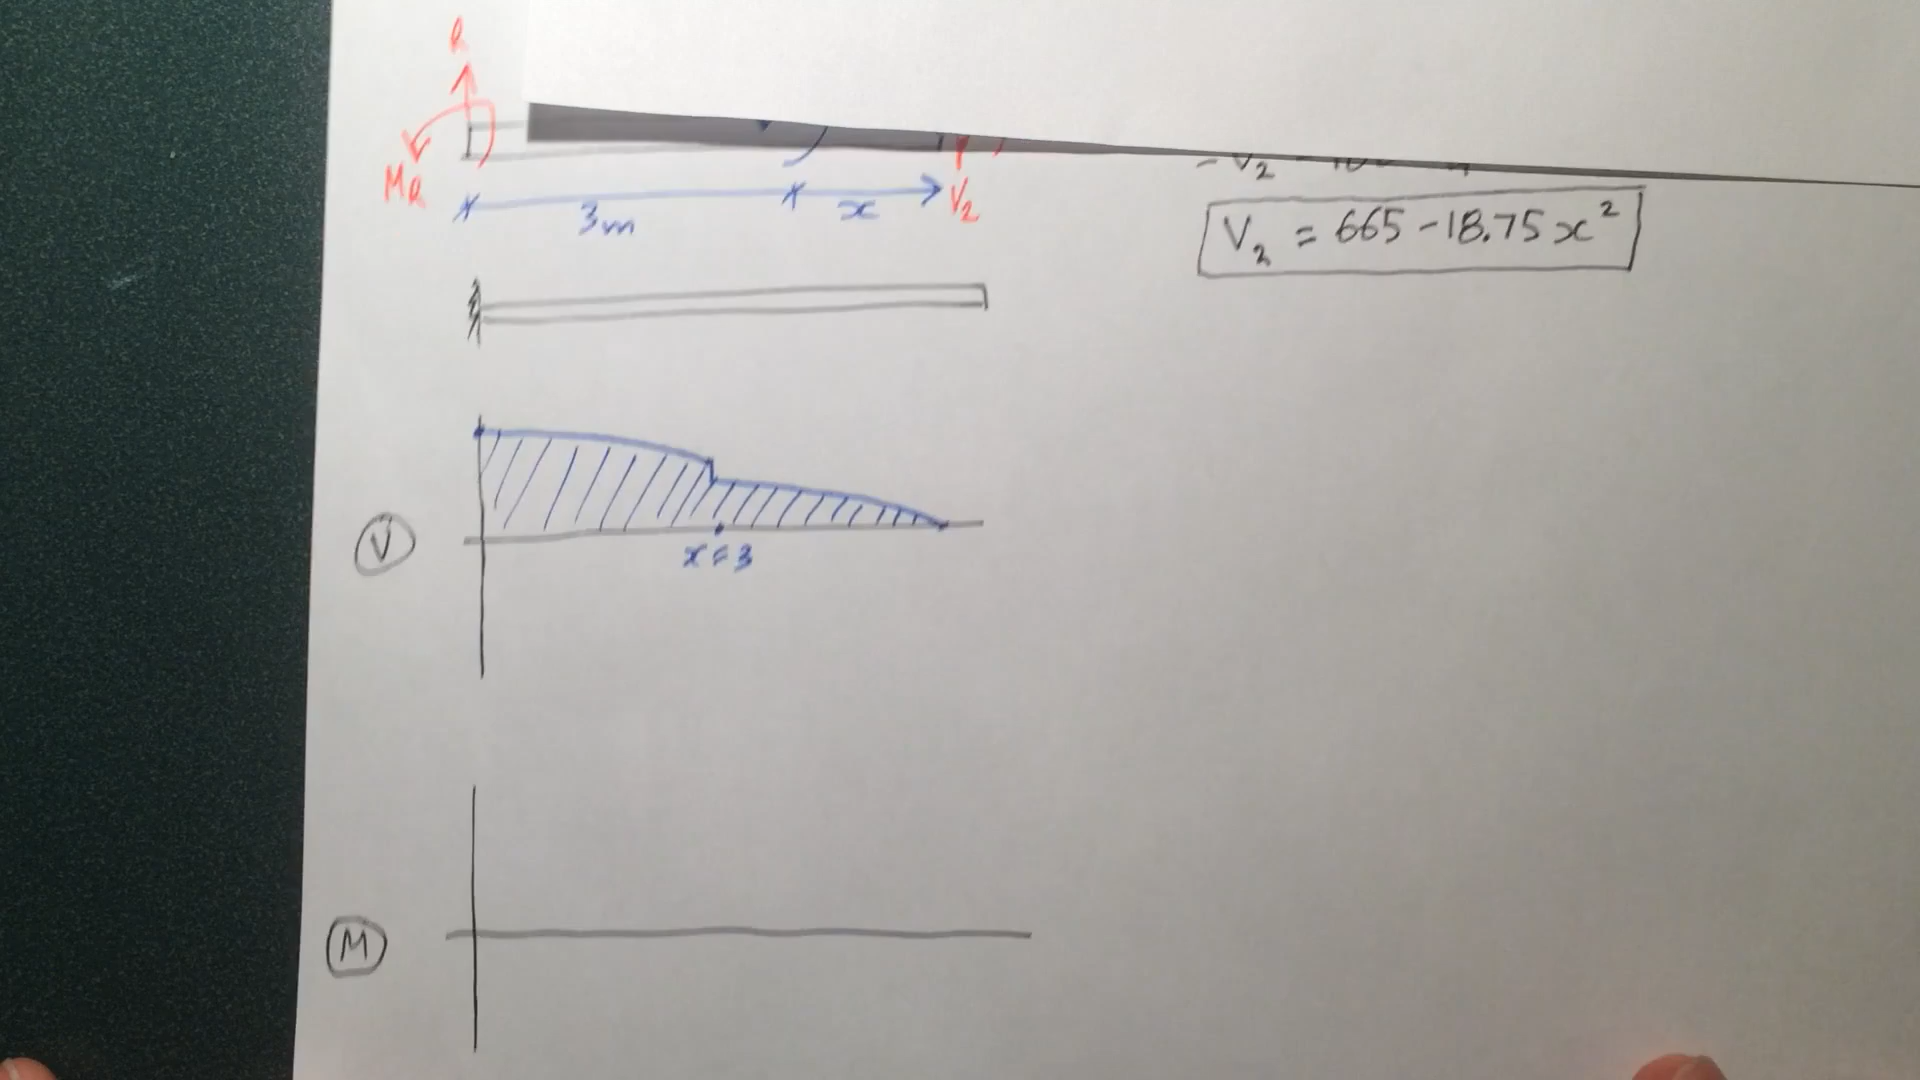 R
MR
3m
x
V2
V2 = 665 - 18.75x²
V
x = 3
M